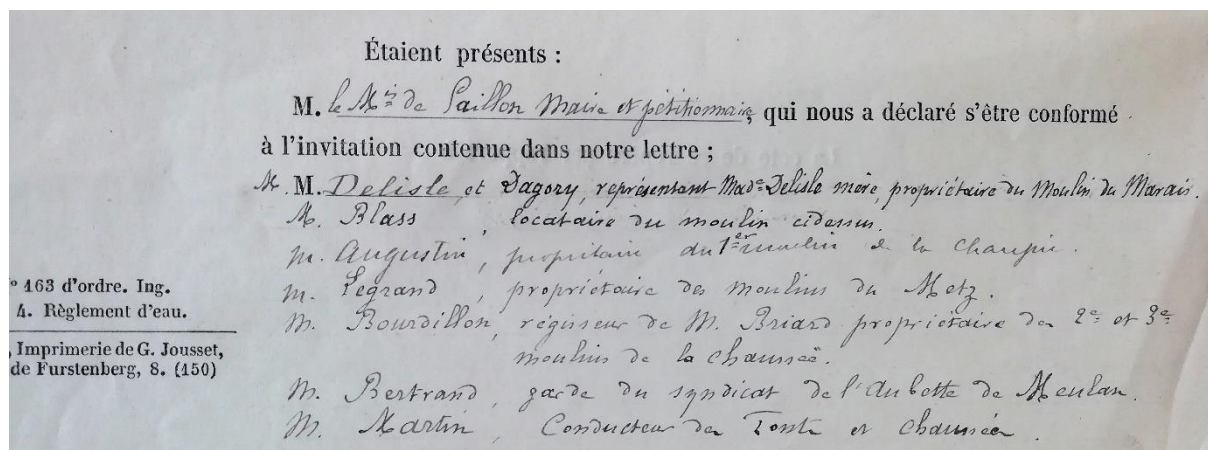 Étaient présents :
M. le Mis de Paillon Maire et pétitionnaire, qui nous a déclaré s'être conformé
à l'invitation contenue dans notre lettre ;
M. M. Delisle, et Dagory, représentant Made Delisle mère, propriétaire du Moulin du Marais.
M. Blass, locataire du moulin cidessus.
M. Augustin, propriétaire du 1er moulin de la Chaussée.
M. Legrand, propriétaire des moulins du Metz.
M. Bourdillon, régisseur de M. Briard propriétaire des 2e et 3e
moulins de la chaussée.
M. Bertrand, garde du syndicat de l'Aubette de Meulan.
M. Martin, Conducteur des Ponts et Chaussées.
° 163 d'ordre. Ing.
4. Règlement d'eau.
, Imprimerie de G. Jousset,
de Furstenberg, 8. (150)